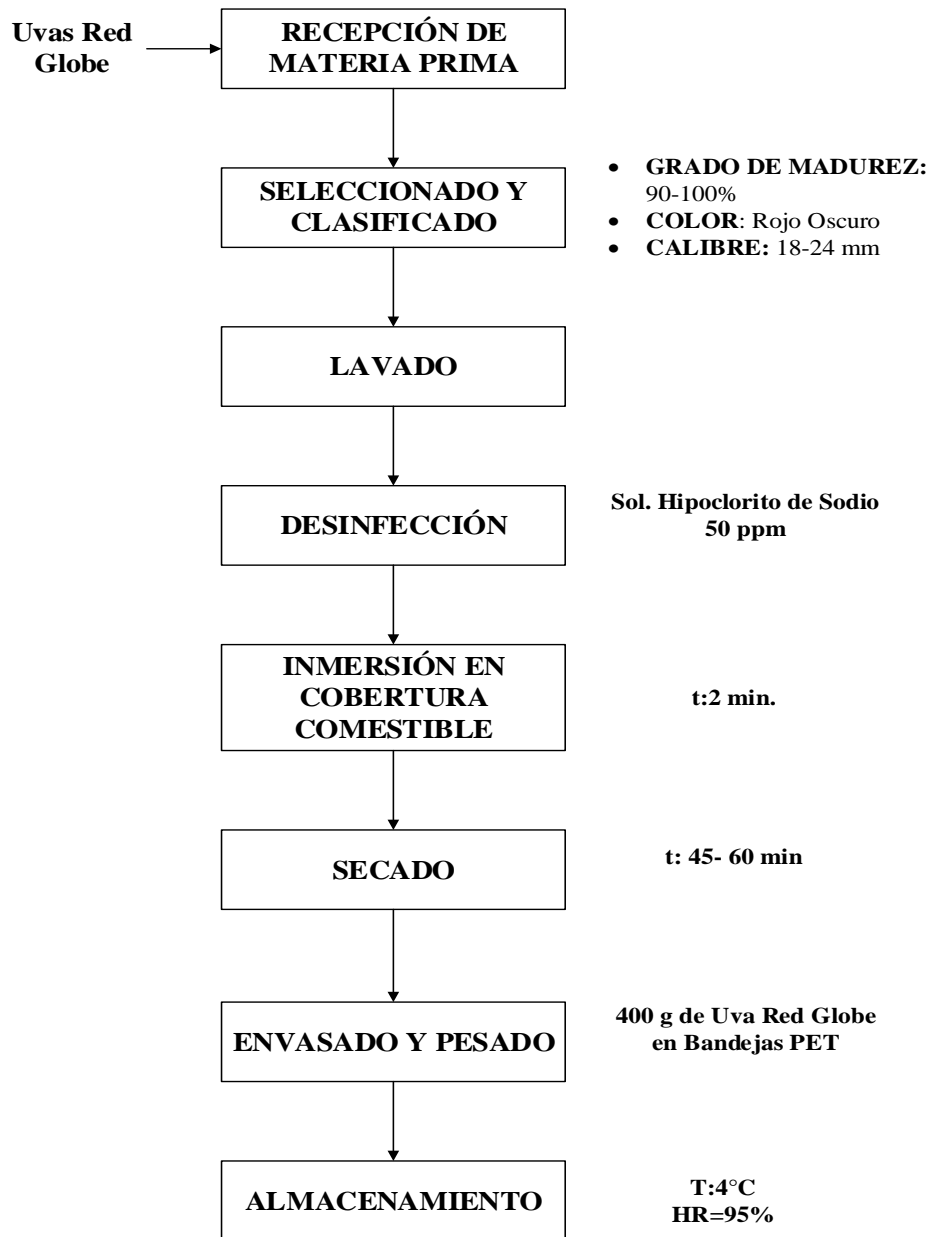 Uvas Red
Globe
RECEPCIÓN DE
MATERIA PRIMA
SELECCIONADO Y
CLASIFICADO
• GRADO DE MADUREZ:
90-100%
• COLOR: Rojo Oscuro
• CALIBRE: 18-24 mm
LAVADO
DESINFECCIÓN
Sol. Hipoclorito de Sodio
50 ppm
INMERSIÓN EN
COBERTURA
COMESTIBLE
t:2 min.
SECADO
t: 45- 60 min
ENVASADO Y PESADO
400 g de Uva Red Globe
en Bandejas PET
ALMACENAMIENTO
T:4°C
HR=95%